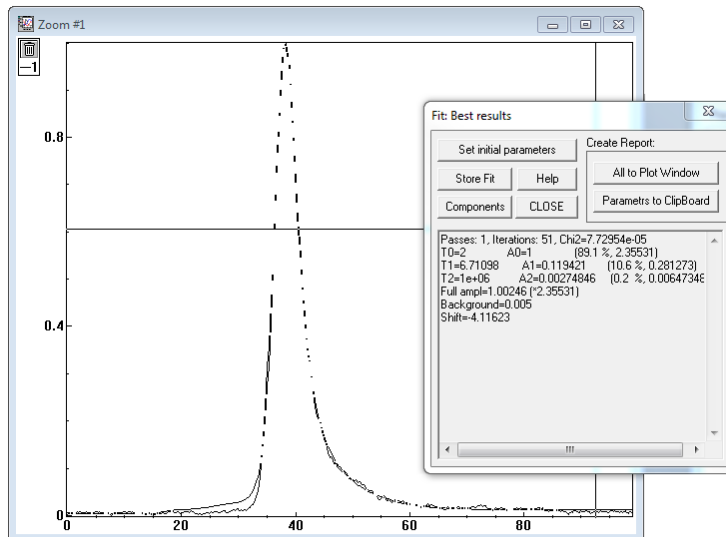 Zoom #1
1
0.8
0.4
0
0
20
40
60
80
Fit: Best results
Set initial parameters
Create Report:
Store Fit
Help
All to Plot Window
Components
CLOSE
Parametrs to ClipBoard
Passes: 1, Iterations: 51, Chi2=7.72954e-05
T0=2 A0=1 (89.1 %, 2.35531)
T1=6.71098 A1=0.119421 (10.6 %, 0.281273)
T2=1e+06 A2=0.00274846 (0.2 %, 0.00647348
Full ampl=1.00246 (*2.35531)
Background=0.005
Shift=-4.11623